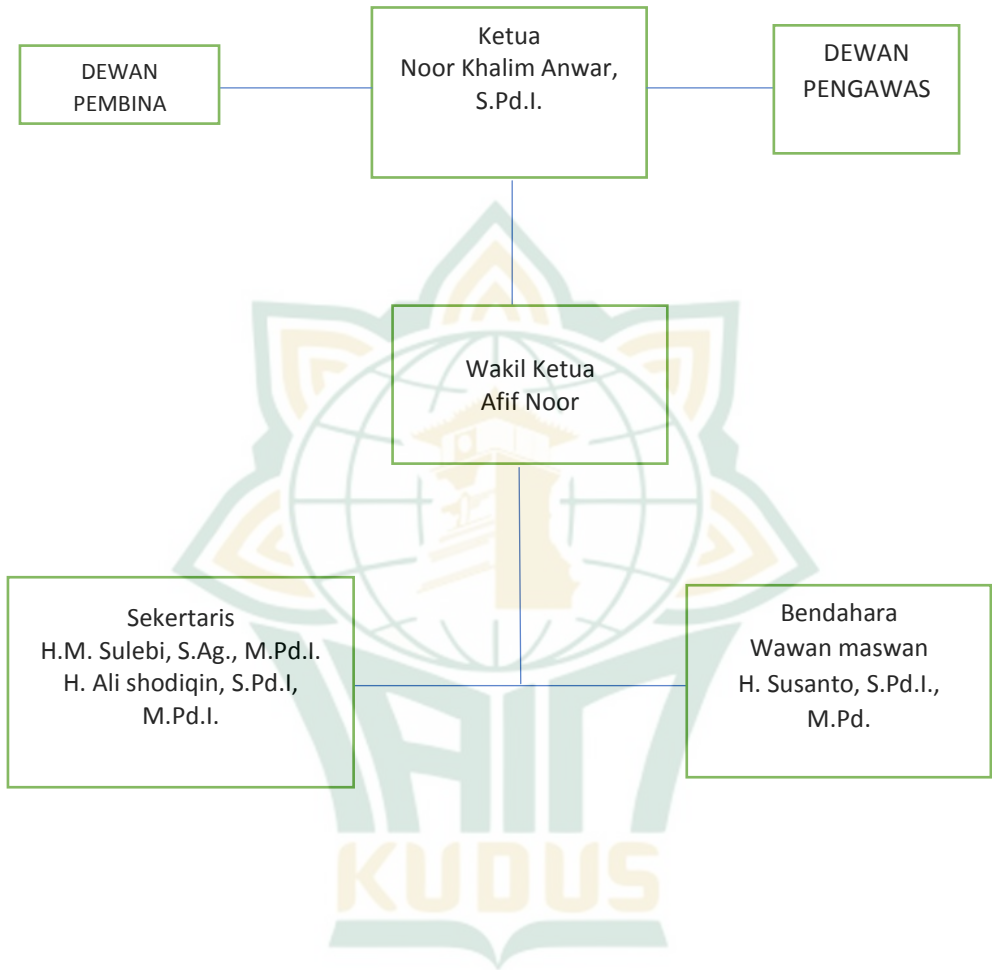 DEWAN
PEMBINA
Ketua
Noor Khalim Anwar,
S.Pd.I.
DEWAN
PENGAWAS
Wakil Ketua
Afif Noor
Sekertaris
H.M. Sulebi, S.Ag., M.Pd.I.
H. Ali shodiqin, S.Pd.I,
M.Pd.I.
Bendahara
Wawan maswan
H. Susanto, S.Pd.I.,
M.Pd.
IAIN
KUDUS